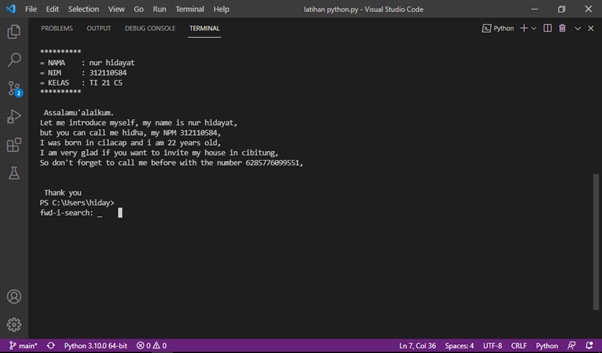 File Edit Selection View Go Run Terminal Help
latihan python.py - Visual Studio Code
PROBLEMS OUTPUT DEBUG CONSOLE TERMINAL
Python
**********
= NAMA : nur hidayat
= NIM : 312110584
= KELAS : TI 21 C5
**********
Assalamu'alaikum.
Let me introduce myself, my name is nur hidayat,
but you can call me hidha, my NPM 312110584,
I was born in cilacap and i am 22 years old,
I am very glad if you want to invite my house in cibitung,
So don't forget to call me before with the number 6285776099551,
Thank you
PS C:\Users\hiday>
fwd-i-search: _
2
main* Python 3.10.0 64-bit 0 0 Ln 7, Col 36 Spaces: 4 UTF-8 CRLF Python